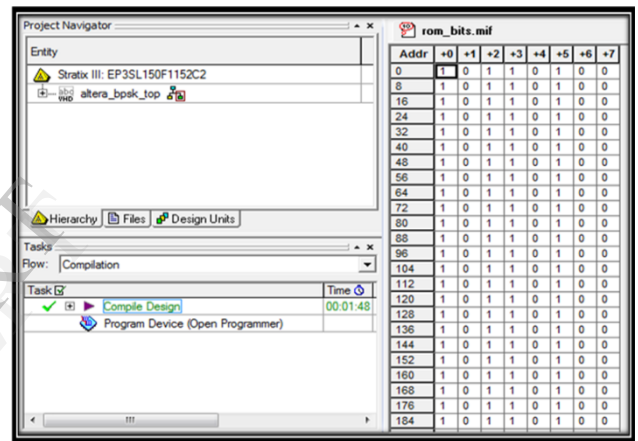 Project Navigator
Entity
Stratix III: EP3SL150F1152C2
abd VHD altera_bpsk_top
Hierarchy Files Design Units
Tasks
Flow: Compilation
Task Time
Compile Design 00:01:48
Program Device (Open Programmer)
rom_bits.mif
Addr +0 +1 +2 +3 +4 +5 +6 +7
0 1 0 1 1 0 1 0 0
8 1 0 1 1 0 1 0 0
16 1 0 1 1 0 1 0 0
24 1 0 1 1 0 1 0 0
32 1 0 1 1 0 1 0 0
40 1 0 1 1 0 1 0 0
48 1 0 1 1 0 1 0 0
56 1 0 1 1 0 1 0 0
64 1 0 1 1 0 1 0 0
72 1 0 1 1 0 1 0 0
80 1 0 1 1 0 1 0 0
88 1 0 1 1 0 1 0 0
96 1 0 1 1 0 1 0 0
104 1 0 1 1 0 1 0 0
112 1 0 1 1 0 1 0 0
120 1 0 1 1 0 1 0 0
128 1 0 1 1 0 1 0 0
136 1 0 1 1 0 1 0 0
144 1 0 1 1 0 1 0 0
152 1 0 1 1 0 1 0 0
160 1 0 1 1 0 1 0 0
168 1 0 1 1 0 1 0 0
176 1 0 1 1 0 1 0 0
184 1 0 1 1 0 1 0 0